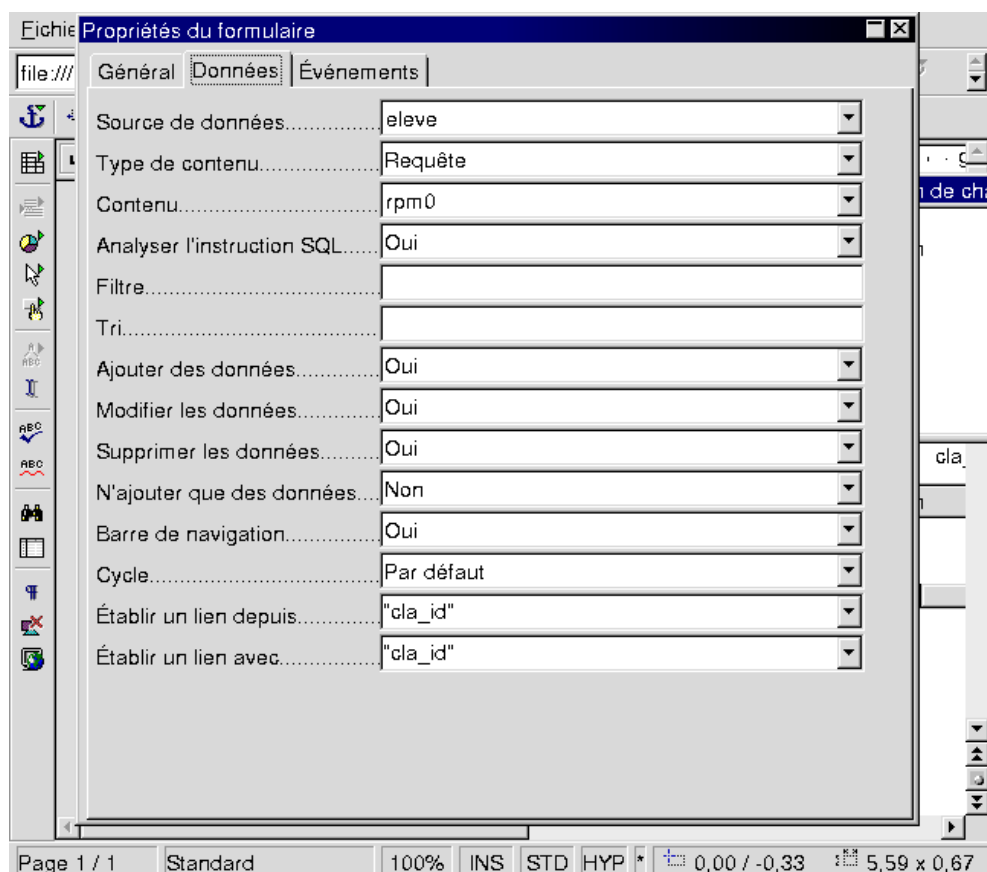 Fichie
Propriétés du formulaire
file:///
Général Données Événements
Source de données............... eleve
Type de contenu..................... Requête
Contenu................................. rpm0
Analyser l'instruction SQL...... Oui
Filtre.......................................
Tri..........................................
Ajouter des données.............. Oui
Modifier les données.............. Oui
Supprimer les données.......... Oui
N'ajouter que des données.... Non
Barre de navigation................ Oui
Cycle...................................... Par défaut
Établir un lien depuis.............. "cla_id"
Établir un lien avec................. "cla_id"
n de cha
cla_
ABC
ABC
Page 1 / 1 Standard 100% INS STD HYP * 0,00 / -0,33 5,59 x 0,67